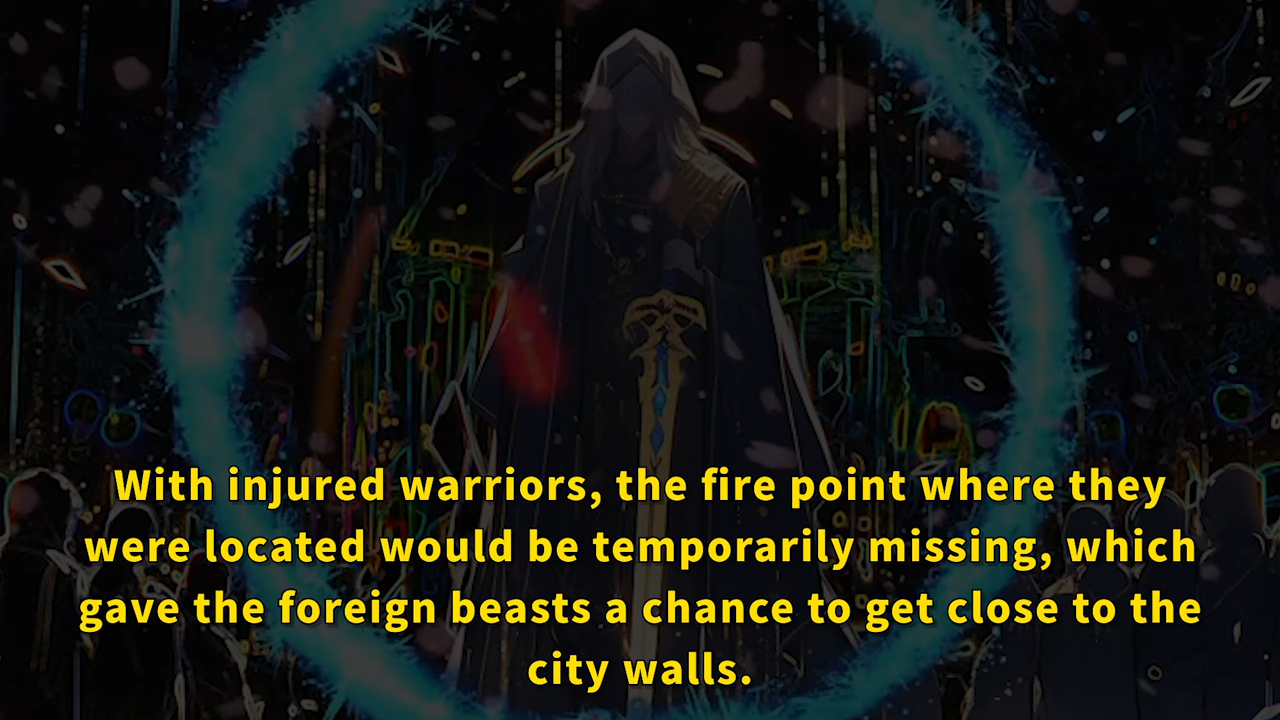 With injured warriors, the fire point where they
were located would be temporarily missing, which
gave the foreign beasts a chance to get close to the
city walls.